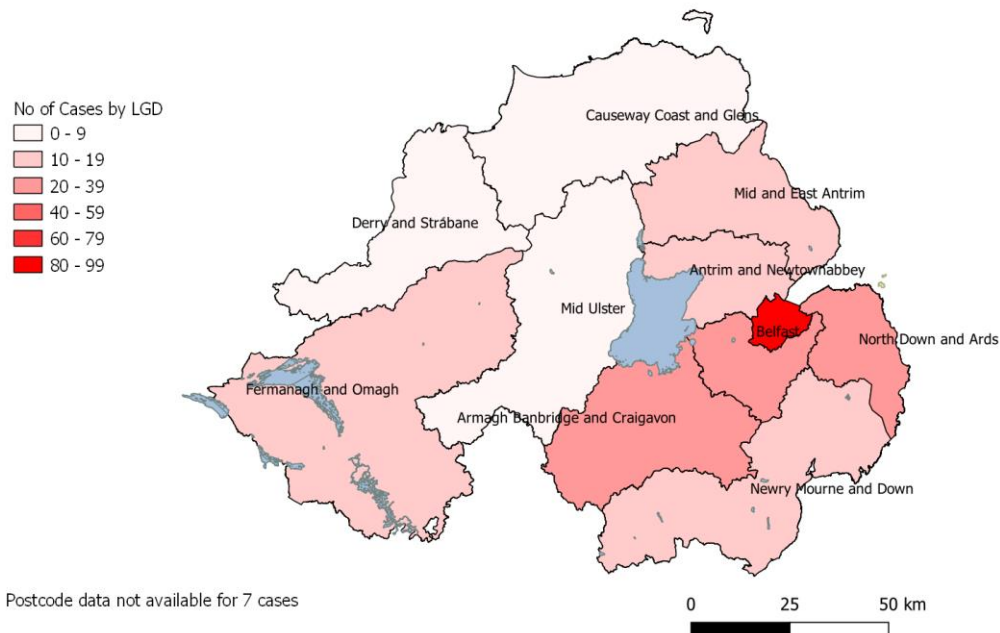 No of Cases by LGD
0 - 9
10 - 19
20 - 39
40 - 59
60 - 79
80 - 99
Causeway Coast and Glens
Mid and East Antrim
Derry and Strabane
Antrim and Newtownabbey
Mid Ulster
Belfast
North Down and Ards
Fermanagh and Omagh
Armagh Banbridge and Craigavon
Newry Mourne and Down
Postcode data not available for 7 cases
0 25 50 km